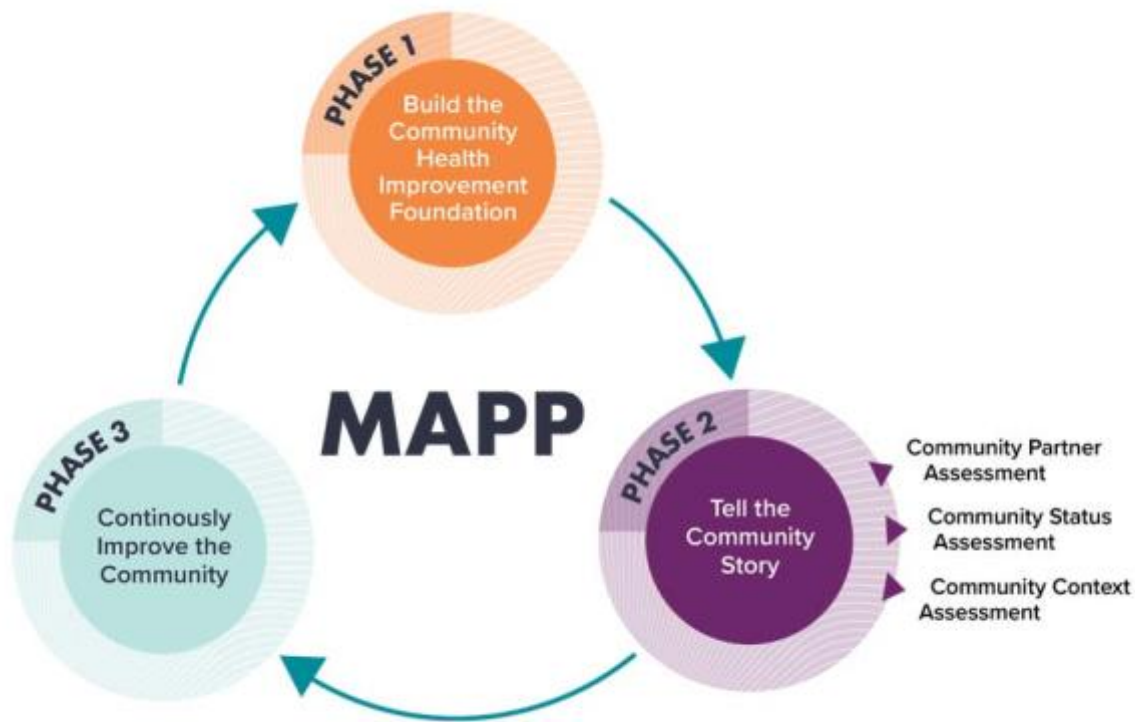 PHASE 1
Build the
Community
Health
Improvement
Foundation
MAPP
PHASE 2
Tell the
Community
Story
Community Partner
Assessment
Community Status
Assessment
Community Context
Assessment
PHASE 3
Continously
Improve the
Community